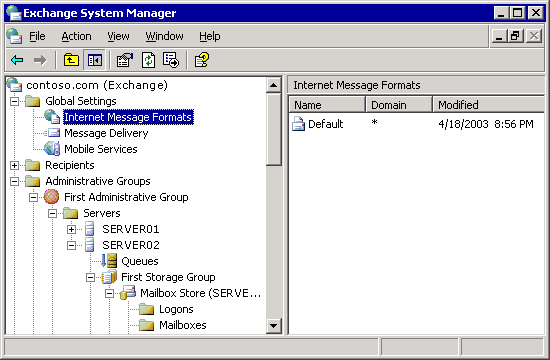 Exchange System Manager
File Action View Window Help
contoso.com (Exchange)
Global Settings
Internet Message Formats
Message Delivery
Mobile Services
Recipients
Administrative Groups
First Administrative Group
Servers
SERVER01
SERVER02
Queues
First Storage Group
Mailbox Store (SERVE...
Logons
Mailboxes
Internet Message Formats
Name Domain Modified
Default * 4/18/2003 8:56 PM